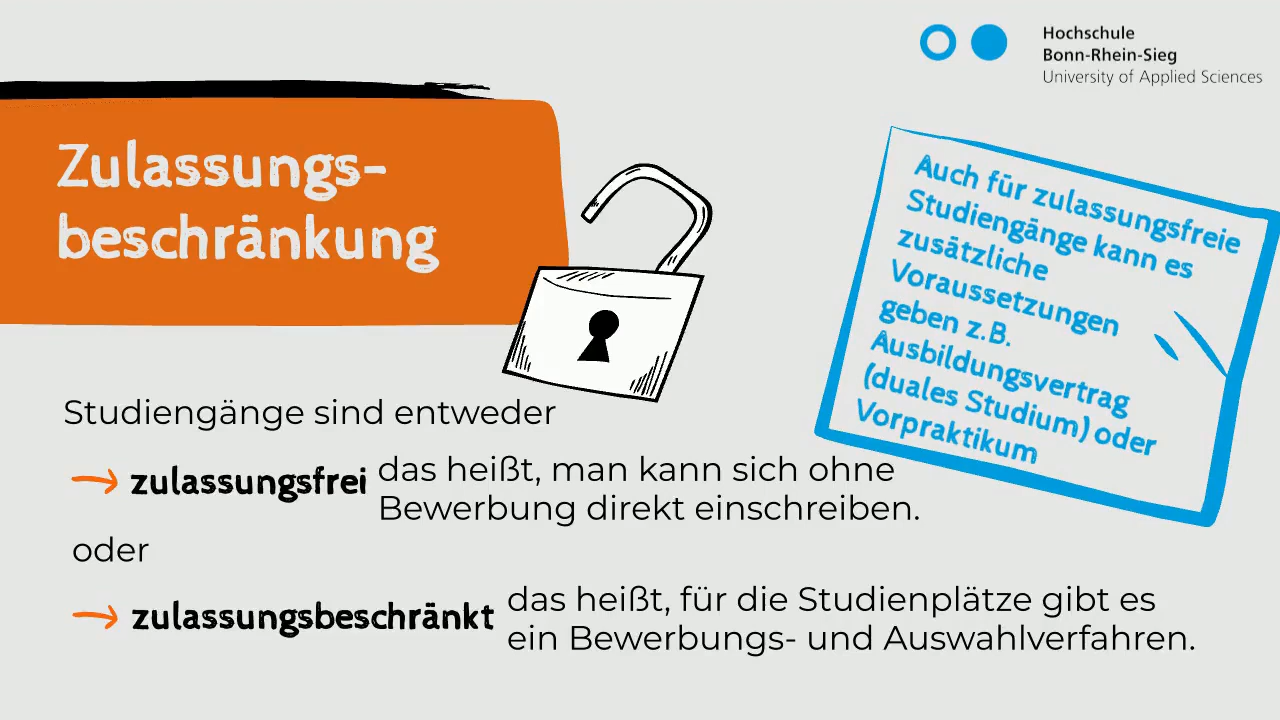 Hochschule
Bonn-Rhein-Sieg
University of Applied Sciences
Zulassungs-
beschränkung
Auch für zulassungsfreie
Studiengänge kann es
zusätzliche
Voraussetzungen
geben z.B.
Ausbildungsvertrag
(duales Studium) oder
Vorpraktikum
Studiengänge sind entweder
zulassungsfrei das heißt, man kann sich ohne
Bewerbung direkt einschreiben.
oder
zulassungsbeschränkt das heißt, für die Studienplätze gibt es
ein Bewerbungs- und Auswahlverfahren.